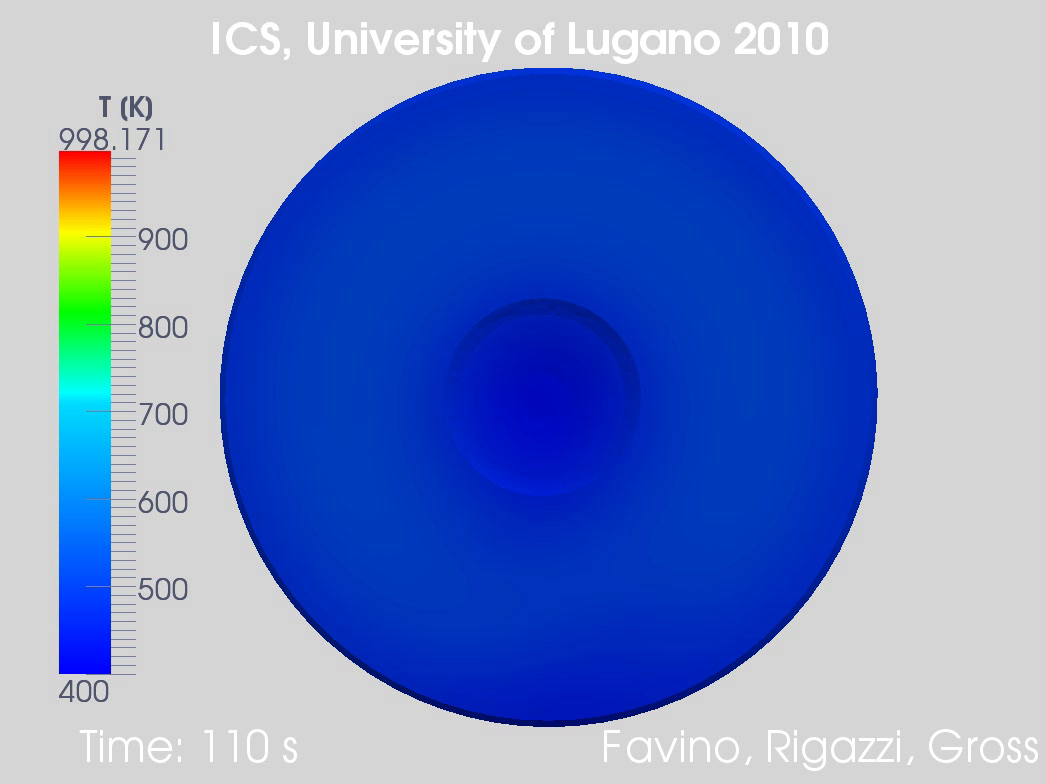 ICS, University of Lugano 2010
T (K)
998.171
900
800
700
600
500
400
Time: 110 s
Favino, Rigazzi, Gross